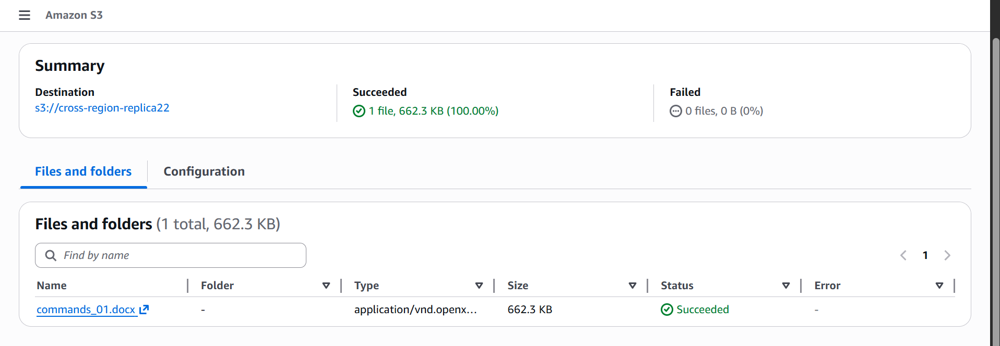 Amazon S3
Summary
Destination
s3://cross-region-replica22
Succeeded
1 file, 662.3 KB (100.00%)
Failed
0 files, 0 B (0%)
Files and folders
Configuration
Files and folders (1 total, 662.3 KB)
Find by name
1
Name Folder Type Size Status Error
commands_01.docx - application/vnd.openx... 662.3 KB Succeeded -